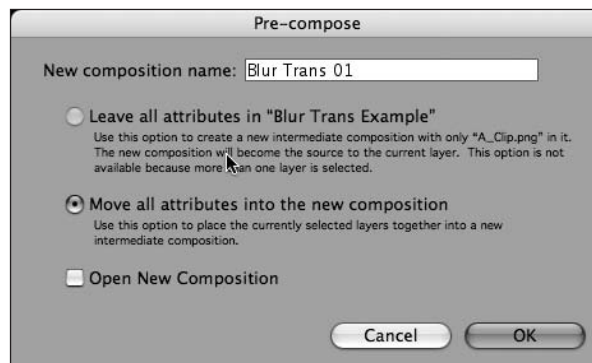 Pre-compose
New composition name: Blur Trans 01
Leave all attributes in “Blur Trans Example”
Use this option to create a new intermediate composition with only “A_Clip.png” in it.
The new composition will become the source to the current layer. This option is not
available because more than one layer is selected.
Move all attributes into the new composition
Use this option to place the currently selected layers together into a new
intermediate composition.
Open New Composition
Cancel OK